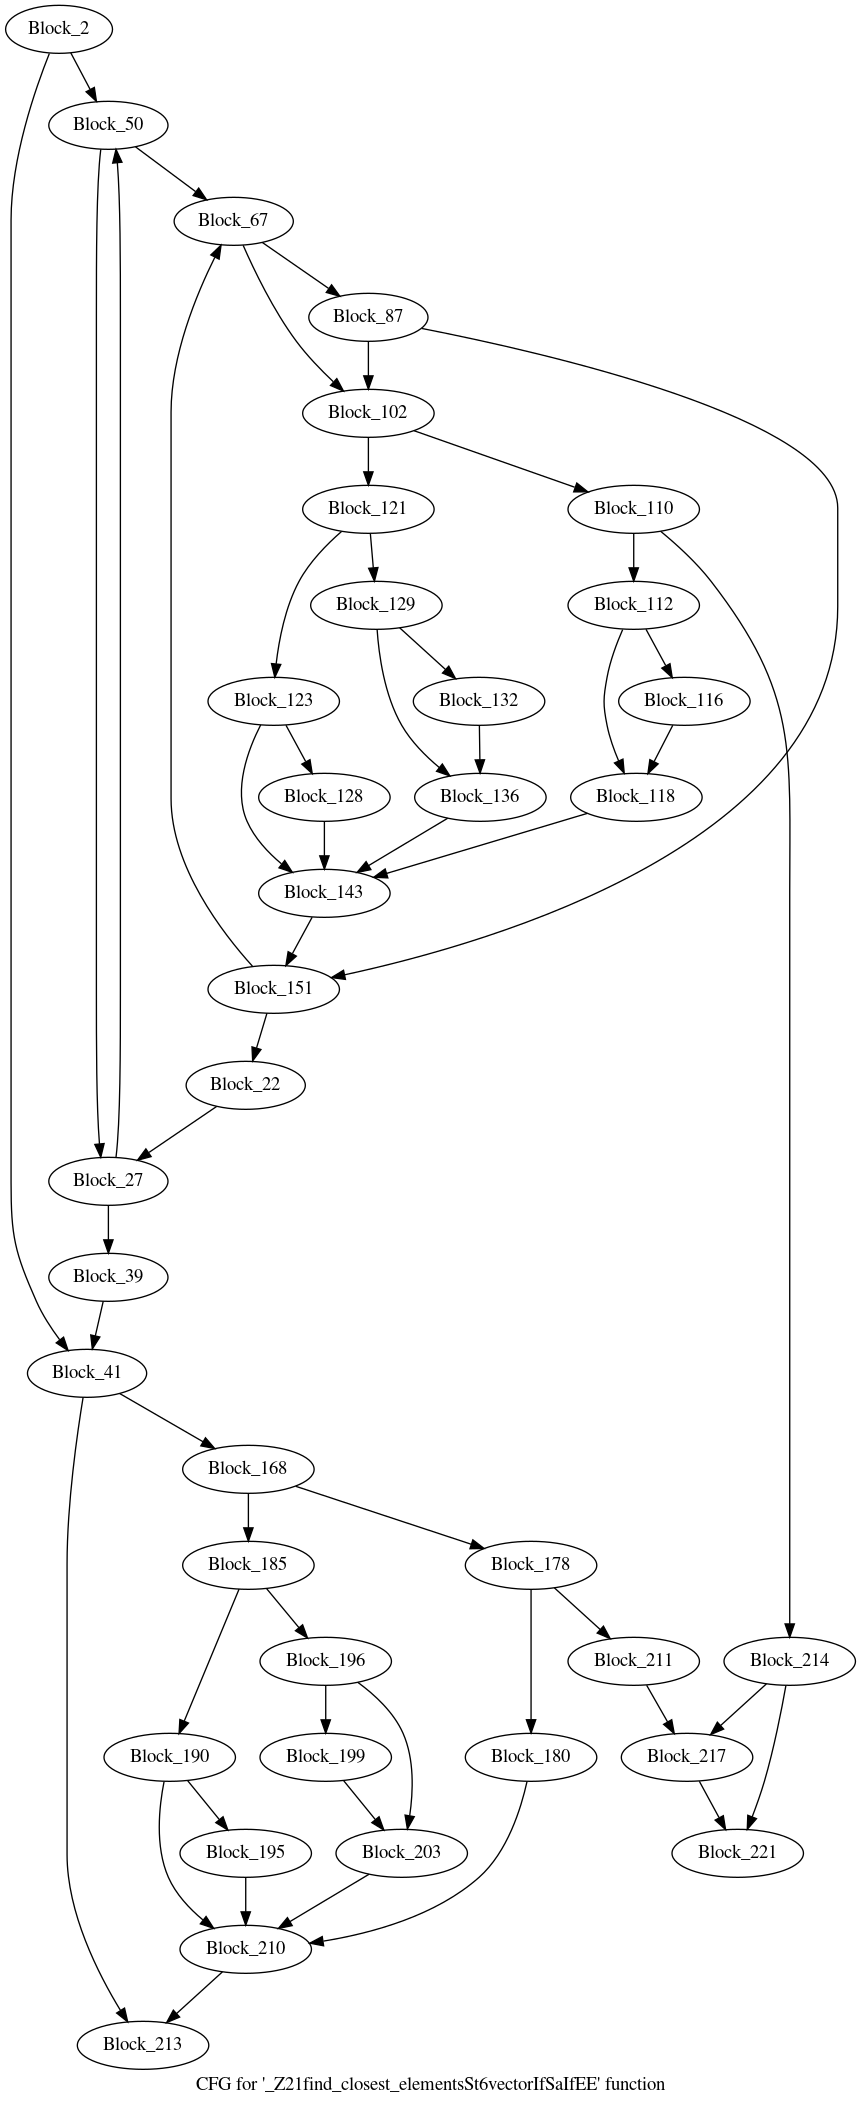 Block_2
Block_50
Block_67
Block_87
Block_102
Block_121
Block_110
Block_129
Block_112
Block_123
Block_132
Block_116
Block_128
Block_136
Block_118
Block_143
Block_151
Block_22
Block_27
Block_39
Block_41
Block_168
Block_185
Block_178
Block_196
Block_211
Block_214
Block_190
Block_199
Block_180
Block_217
Block_195
Block_203
Block_221
Block_210
Block_213
CFG for '_Z21find_closest_elementsSt6vectorIfSaIfEE' function